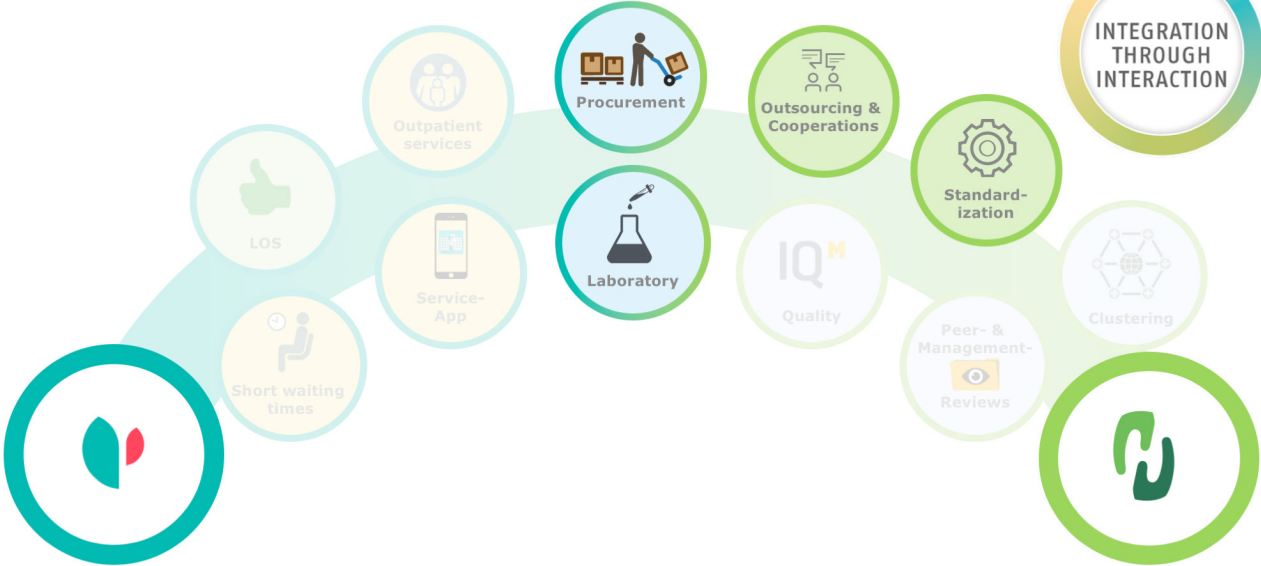 INTEGRATION
THROUGH
INTERACTION
Procurement
Outsourcing &
Cooperations
Outpatient
services
Standard-
ization
LOS
Laboratory
Service-
App
IQM
Quality
Clustering
Peer- &
Management-
Reviews
Short waiting
times